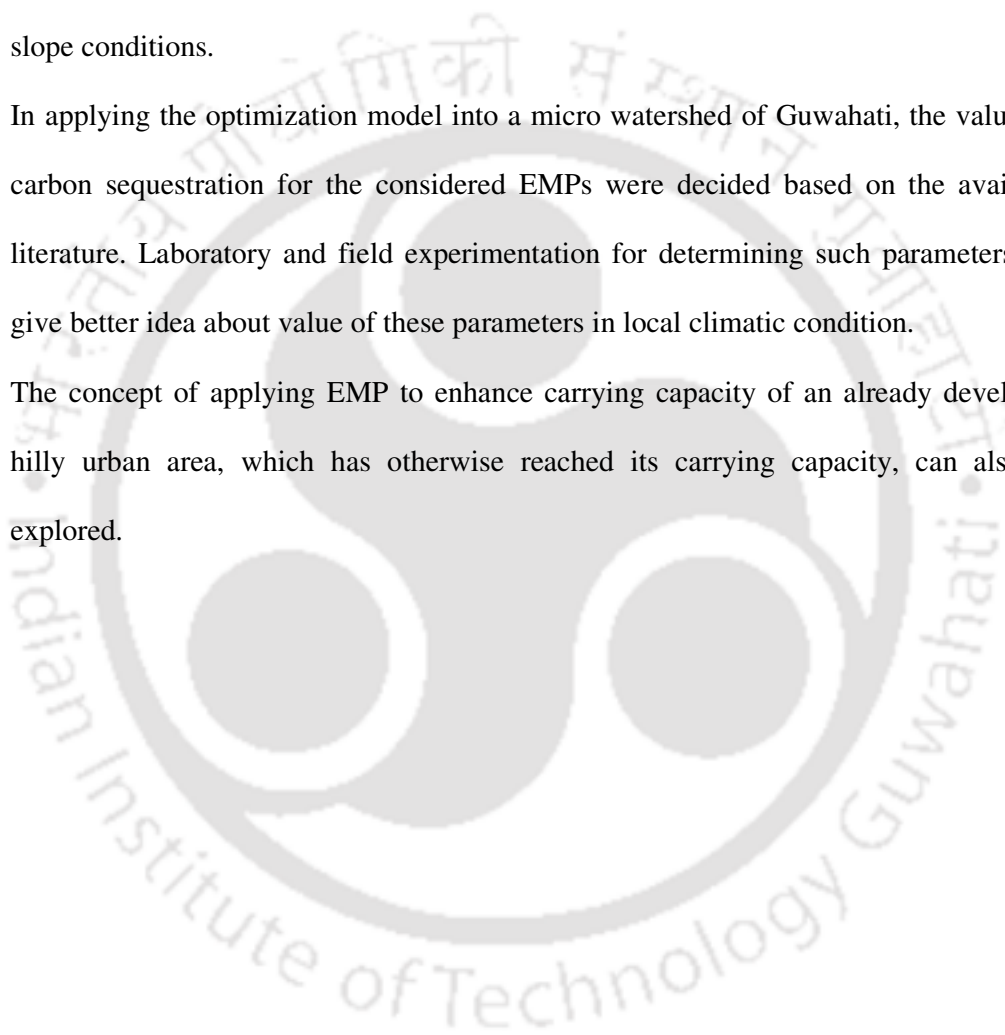 slope conditions.
In applying the optimization model into a micro watershed of Guwahati, the valu
carbon sequestration for the considered EMPs were decided based on the avai
literature. Laboratory and field experimentation for determining such parameters
give better idea about value of these parameters in local climatic condition.
The concept of applying EMP to enhance carrying capacity of an already devel
hilly urban area, which has otherwise reached its carrying capacity, can als
explored.
Indian Institute of Technology Guwahati